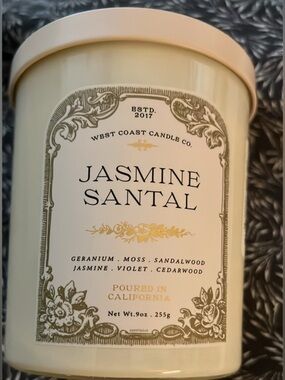 ESTD.
2017
WEST COAST CANDLE CO.
JASMINE
SANTAL
GERANIUM . MOSS . SANDALWOOD
JASMINE . VIOLET . CEDARWOOD
POURED IN
CALIFORNIA
Net Wt.9oz . 255g